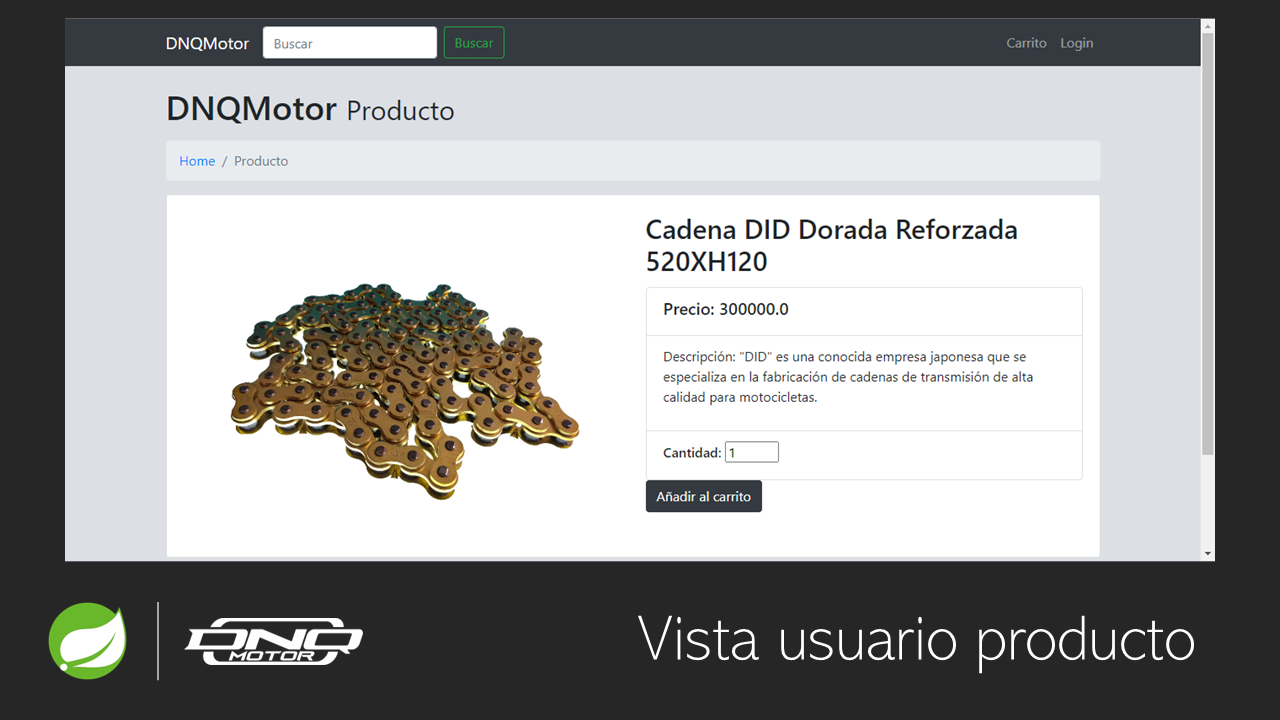 DNQMotor Buscar Buscar Carrito Login
DNQMotor Producto
Home / Producto
Cadena DID Dorada Reforzada
520XH120
Precio: 300000.0
Descripción: "DID" es una conocida empresa japonesa que se
especializa en la fabricación de cadenas de transmisión de alta
calidad para motocicletas.
Cantidad: 1
Añadir al carrito
DNQ
MOTOR
Vista usuario producto